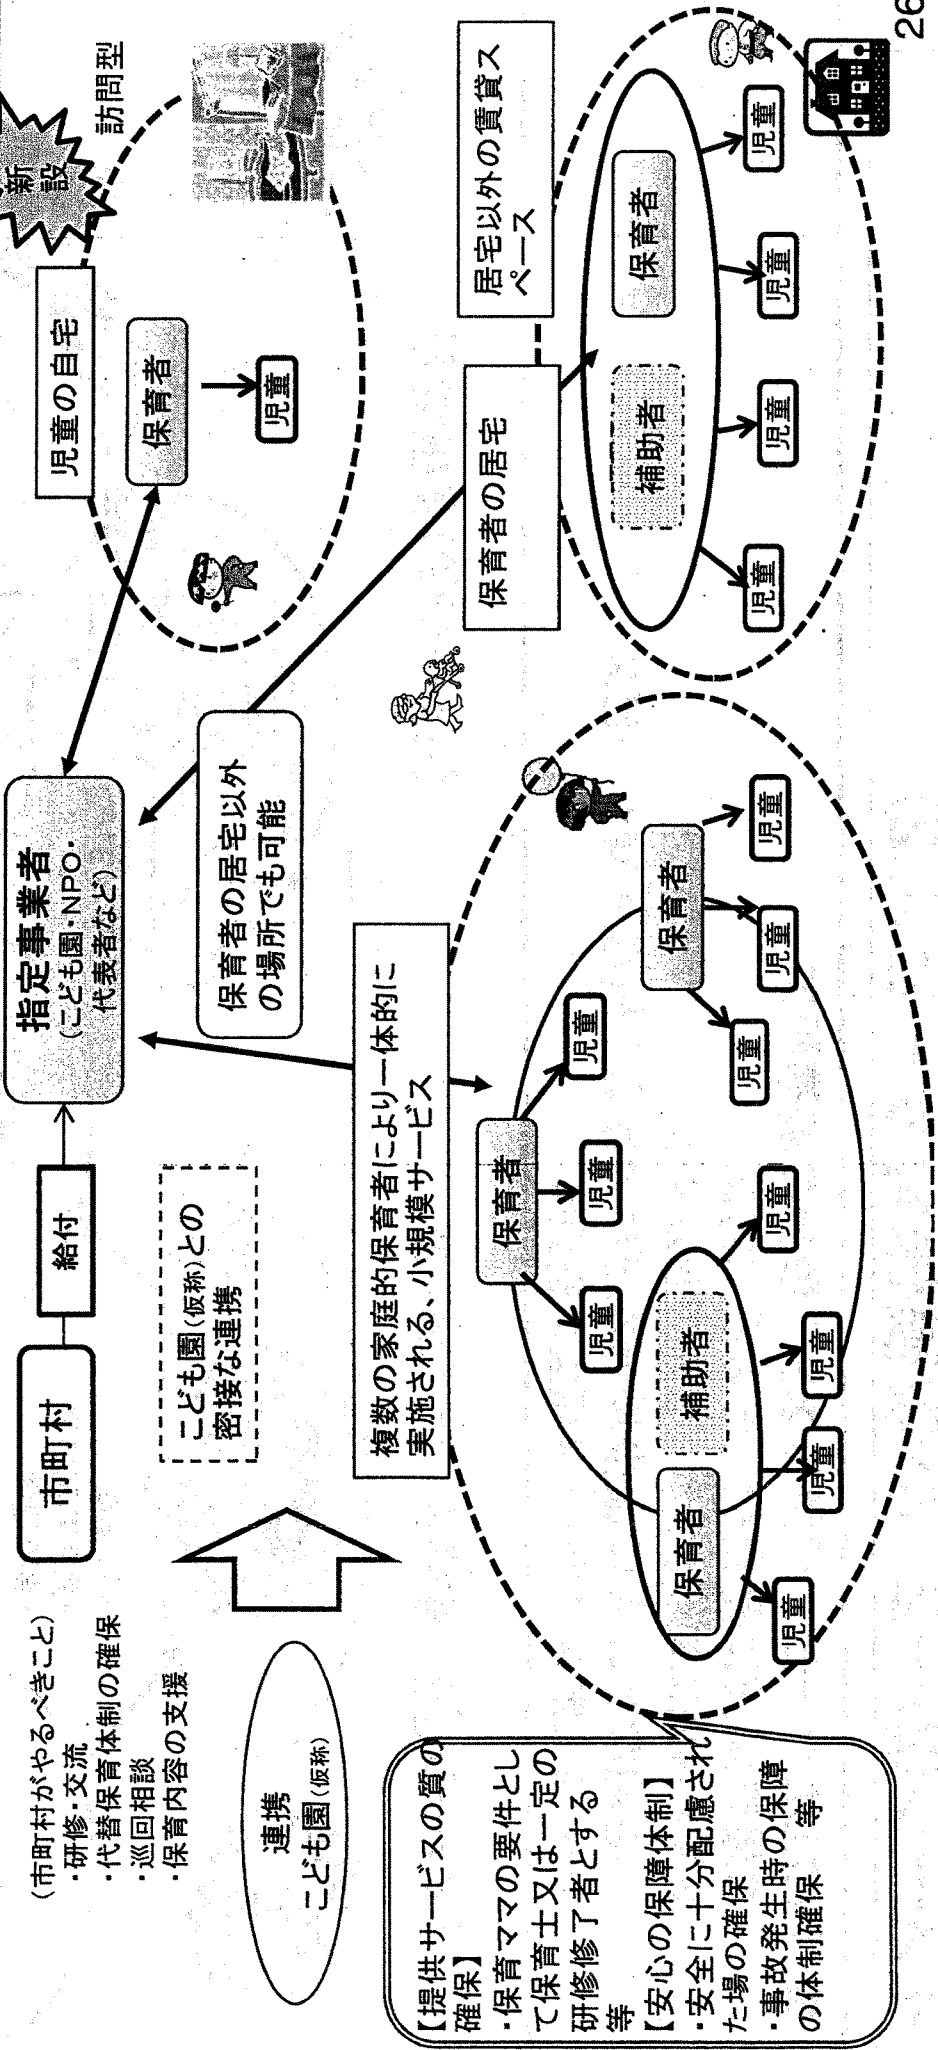 (市町村がやるべきこと)
・研修・交流
・代替保育体制の確保
・巡回相談
・保育内容の支援
市町村
給付
指定事業者
(こども園・NPO・
代表者など)
新
設
訪問型
児童の自宅
保育者
児童
連携
こども園(仮称)
こども園(仮称)との
密接な連携
保育者の居宅以外
の場所でも可能
複数の家庭的保育者により一体的に
実施される、小規模サービス
保育者
児童
児童
児童
保育者
児童
児童
児童
保育者
補助者
児童
児童
児童
児童
保育者の居宅
居宅以外の賃貸ス
ペース
補助者
保育者
児童
児童
児童
児童
【提供サービスの質の
確保】
・保育ママの要件とし
て保育士又は一定の
研修修了者とする
等
【安心の保障体制】
・安全に十分配慮され
た場の確保
・事故発生時の保障
の体制確保　等
26